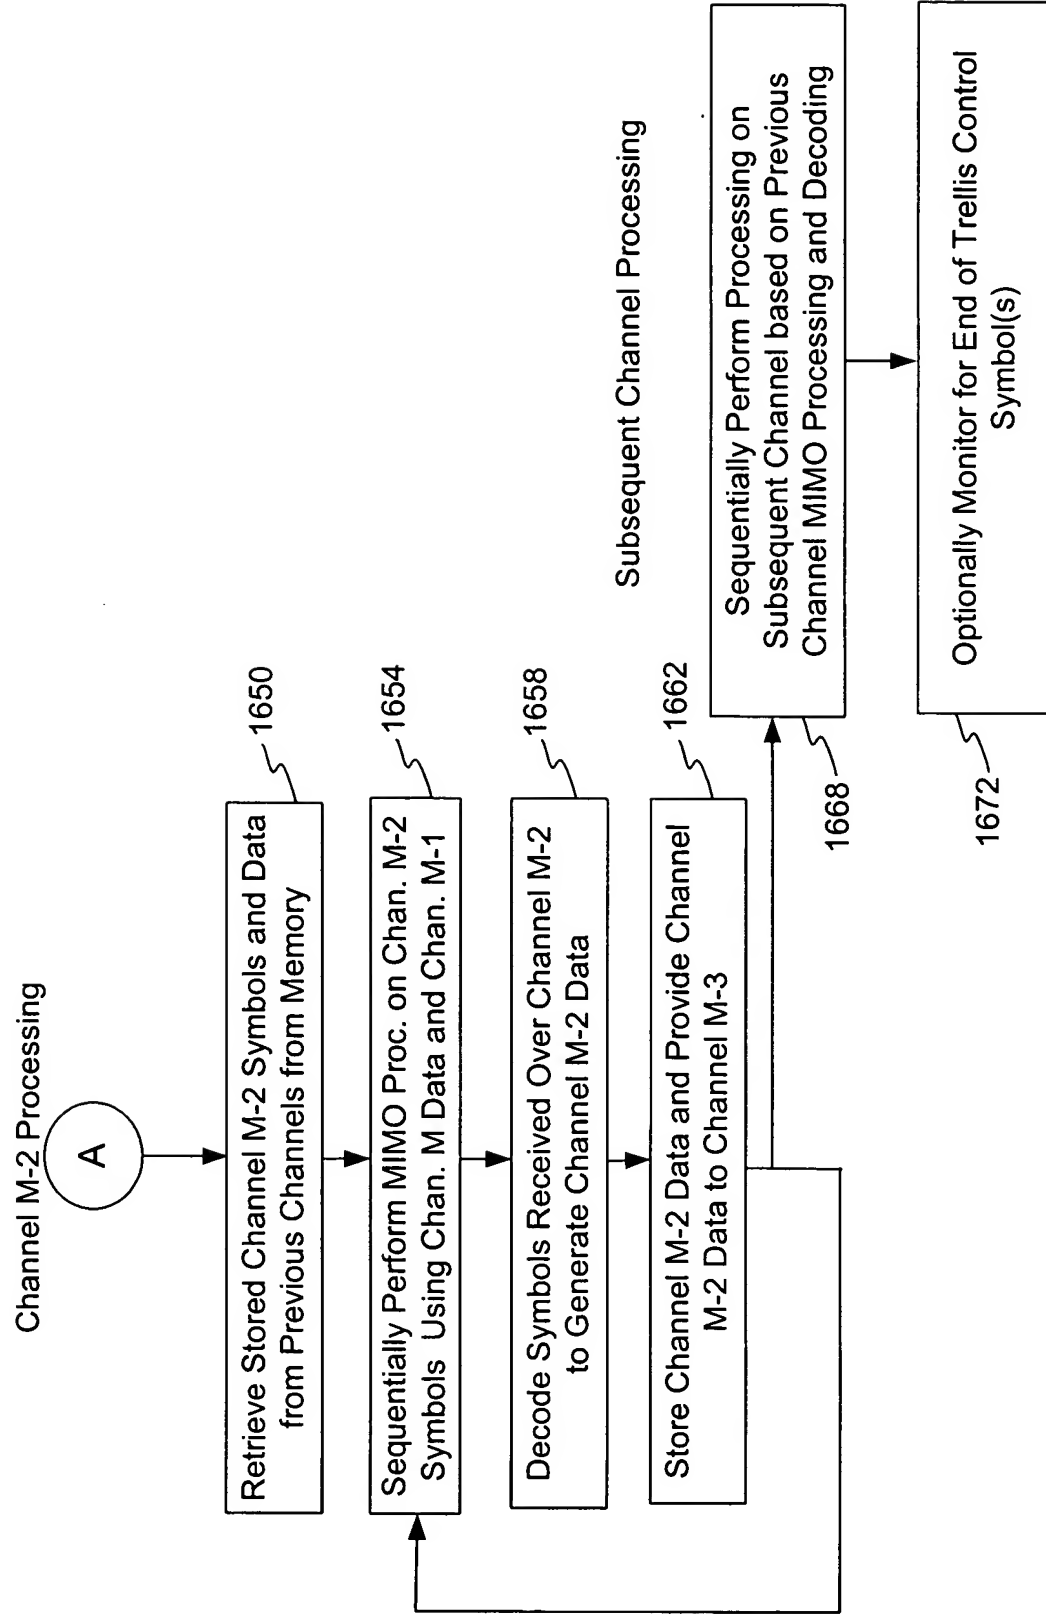 Channel M-2 Processing
A
Retrieve Stored Channel M-2 Symbols and Data
from Previous Channels from Memory
1650
Sequentially Perform MIMO Proc. on Chan. M-2
Symbols Using Chan. M Data and Chan. M-1
1654
Decode Symbols Received Over Channel M-2
to Generate Channel M-2 Data
1658
Store Channel M-2 Data and Provide Channel
M-2 Data to Channel M-3
1662
Subsequent Channel Processing
Sequentially Perform Processing on
Subsequent Channel based on Previous
Channel MIMO Processing and Decoding
1668
Optionally Monitor for End of Trellis Control
Symbol(s)
1672